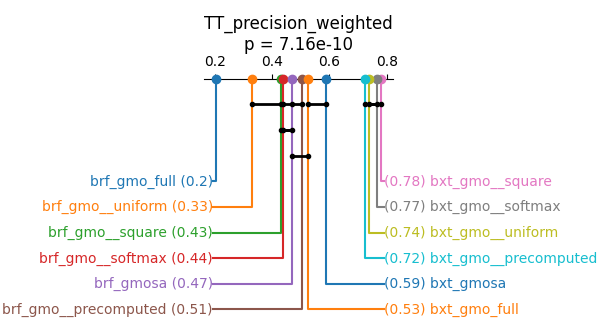 TT_precision_weighted
p = 7.16e-10
0.2 0.4 0.6 0.8
brf_gmo_full (0.2)
brf_gmo__uniform (0.33)
brf_gmo__square (0.43)
brf_gmo__softmax (0.44)
brf_gmosa (0.47)
brf_gmo__precomputed (0.51)
(0.78) bxt_gmo__square
(0.77) bxt_gmo__softmax
(0.74) bxt_gmo__uniform
(0.72) bxt_gmo__precomputed
(0.59) bxt_gmosa
(0.53) bxt_gmo_full